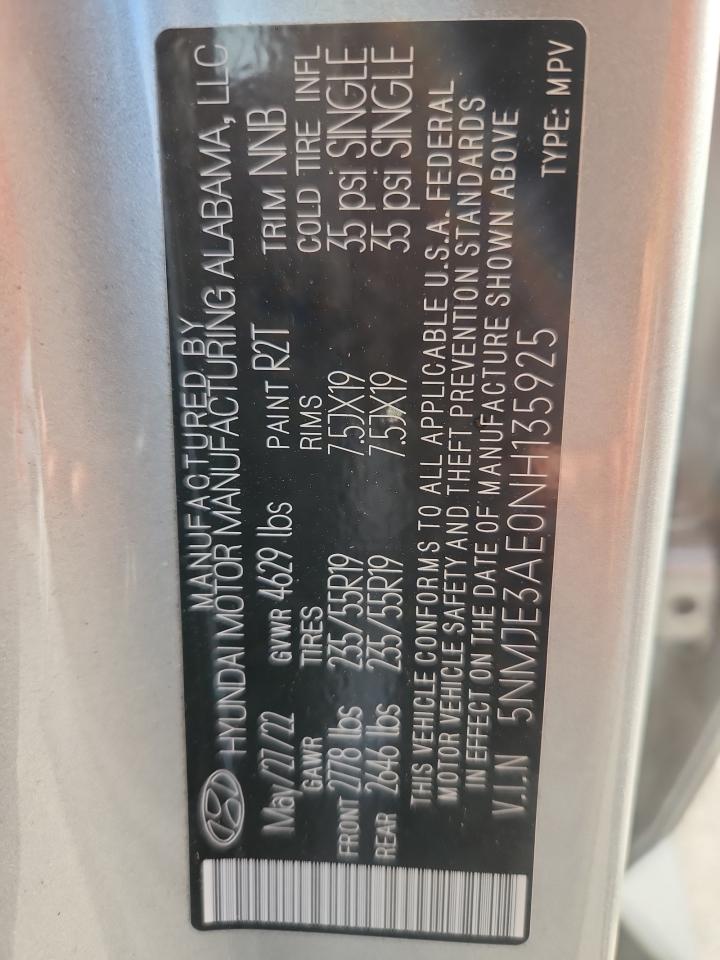 MANUFACTURED BY
HYUNDAI MOTOR MANUFACTURING ALABAMA, LLC
May/27/22 GVWR 4629 lbs PAINT R2T TRIM NNB
GAWR TIRES RIMS COLD TIRE INFL
FRONT 2778 lbs 235/55R19 7.5JX19 35 psi SINGLE
REAR 2646 lbs 235/55R19 7.5JX19 35 psi SINGLE
THIS VEHICLE CONFORMS TO ALL APPLICABLE U.S.A. FEDERAL
MOTOR VEHICLE SAFETY AND THEFT PREVENTION STANDARDS
IN EFFECT ON THE DATE OF MANUFACTURE SHOWN ABOVE
V.I.N 5NMJE3AE0NH135925
TYPE: MPV